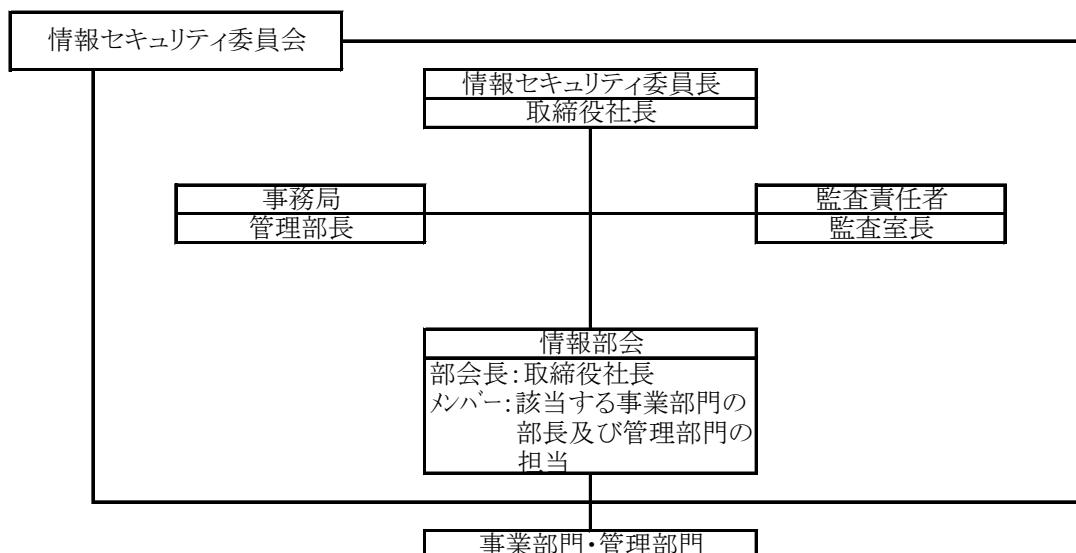 情報セキュリティ委員会
情報セキュリティ委員長
取締役社長
事務局
管理部長
監査責任者
監査室長
情報部会
部会長:取締役社長
メンバー:該当する事業部門の
部長及び管理部門の
担当
事業部門・管理部門